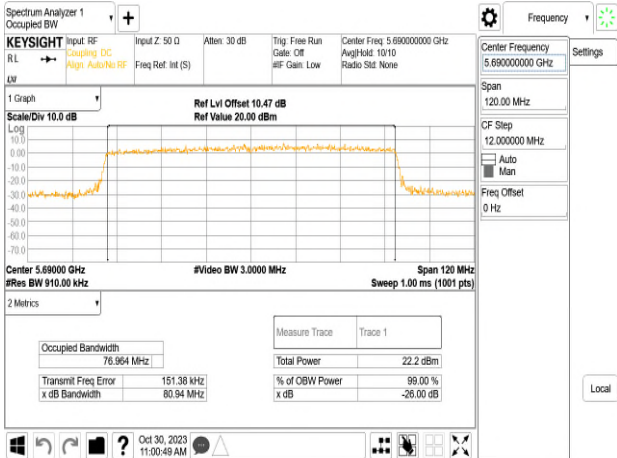 Spectrum Analyzer 1
Occupied BW
+
Frequency
KEYSIGHT
RL
Input: RF
Coupling: DC
Align: Auto/No RF
Input Z: 50 Ω
Freq Ref: Int (S)
Atten: 30 dB
Trig: Free Run
Gate: Off
#IF Gain: Low
Center Freq: 5.690000000 GHz
Avg|Hold: 10/10
Radio Std: None
Center Frequency
5.690000000 GHz
Settings
Span
120.00 MHz
CF Step
12.000000 MHz
Auto
Man
Freq Offset
0 Hz
Local
1 Graph
Scale/Div 10.0 dB
Ref Lvl Offset 10.47 dB
Ref Value 20.00 dBm
Log
10.0
0.00
-10.0
-20.0
-30.0
-40.0
-50.0
-60.0
-70.0
Center 5.69000 GHz
#Res BW 910.00 kHz
#Video BW 3.0000 MHz
Span 120 MHz
Sweep 1.00 ms (1001 pts)
2 Metrics
Measure Trace Trace 1
Occupied Bandwidth
76.964 MHz
Total Power 22.2 dBm
Transmit Freq Error 151.38 kHz
% of OBW Power 99.00 %
x dB Bandwidth 80.94 MHz
x dB -26.00 dB
?
Oct 30, 2023
11:00:49 AM